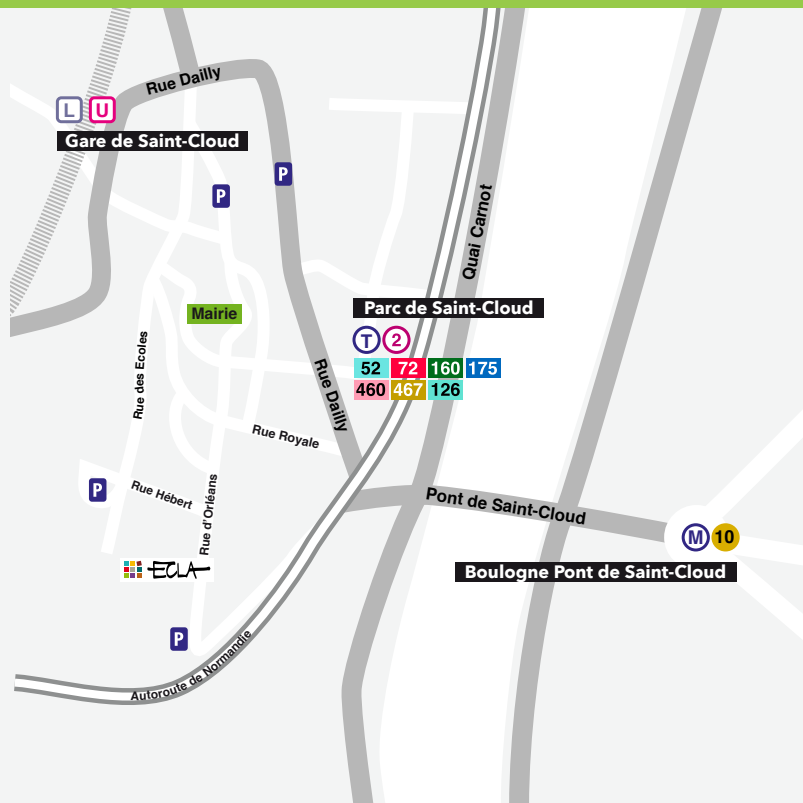 Rue Dailly
L U
Gare de Saint-Cloud
P
P
Quai Carnot
Mairie
Parc de Saint-Cloud
T 2
52 72 160 175
460 467 126
Rue des Ecoles
Rue Dailly
Rue Royale
P
Rue Hébert
Rue d'Orléans
Pont de Saint-Cloud
M 10
Boulogne Pont de Saint-Cloud
ECLA
P
Autoroute de Normandie